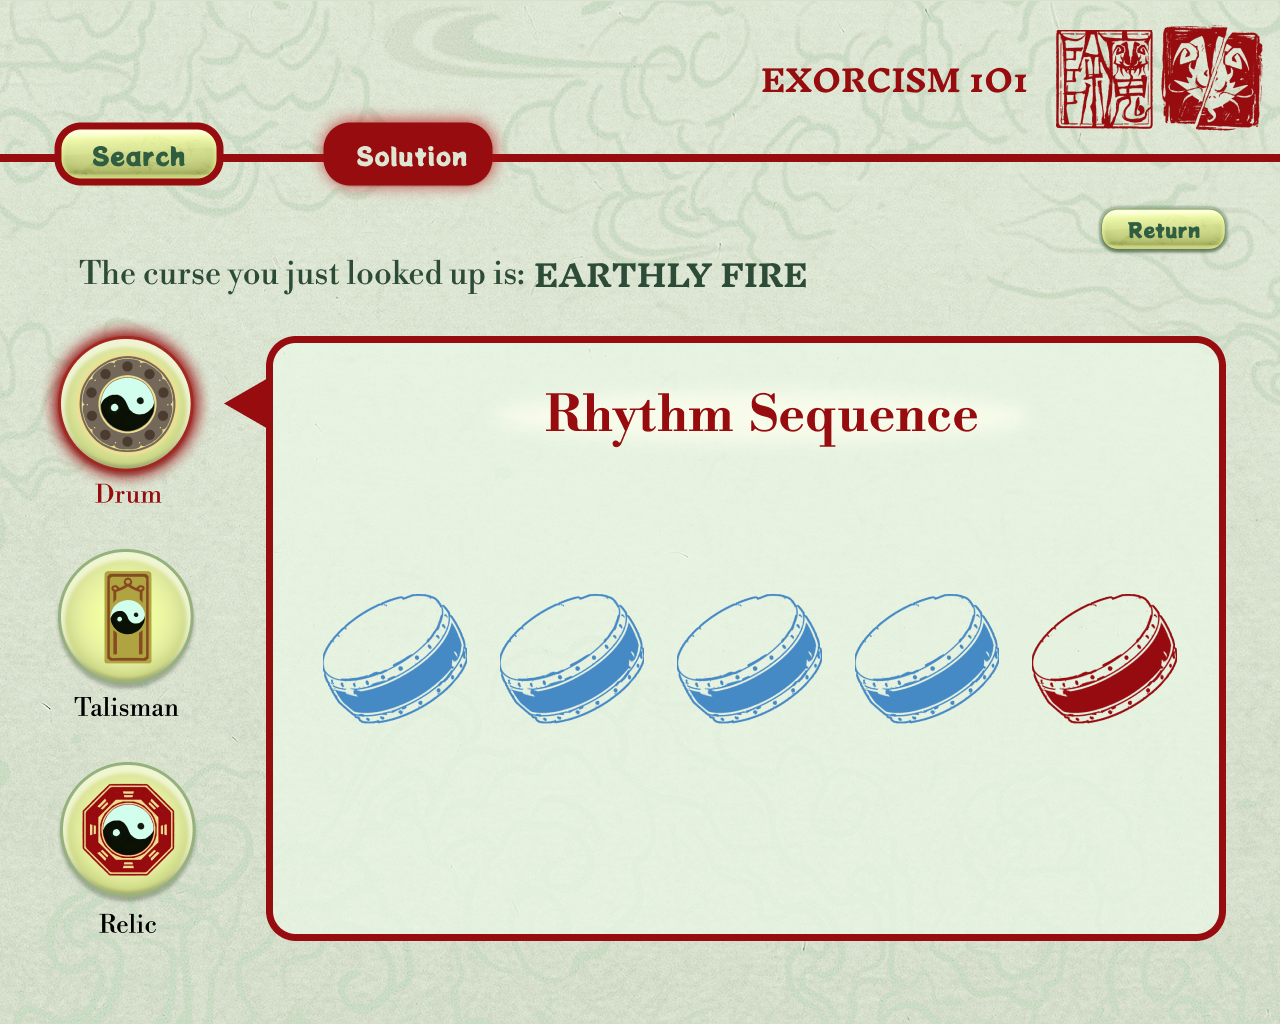 EXORCISM 101
Search
Solution
Return
The curse you just looked up is: EARTHLY FIRE
Rhythm Sequence
Drum
Talisman
Relic